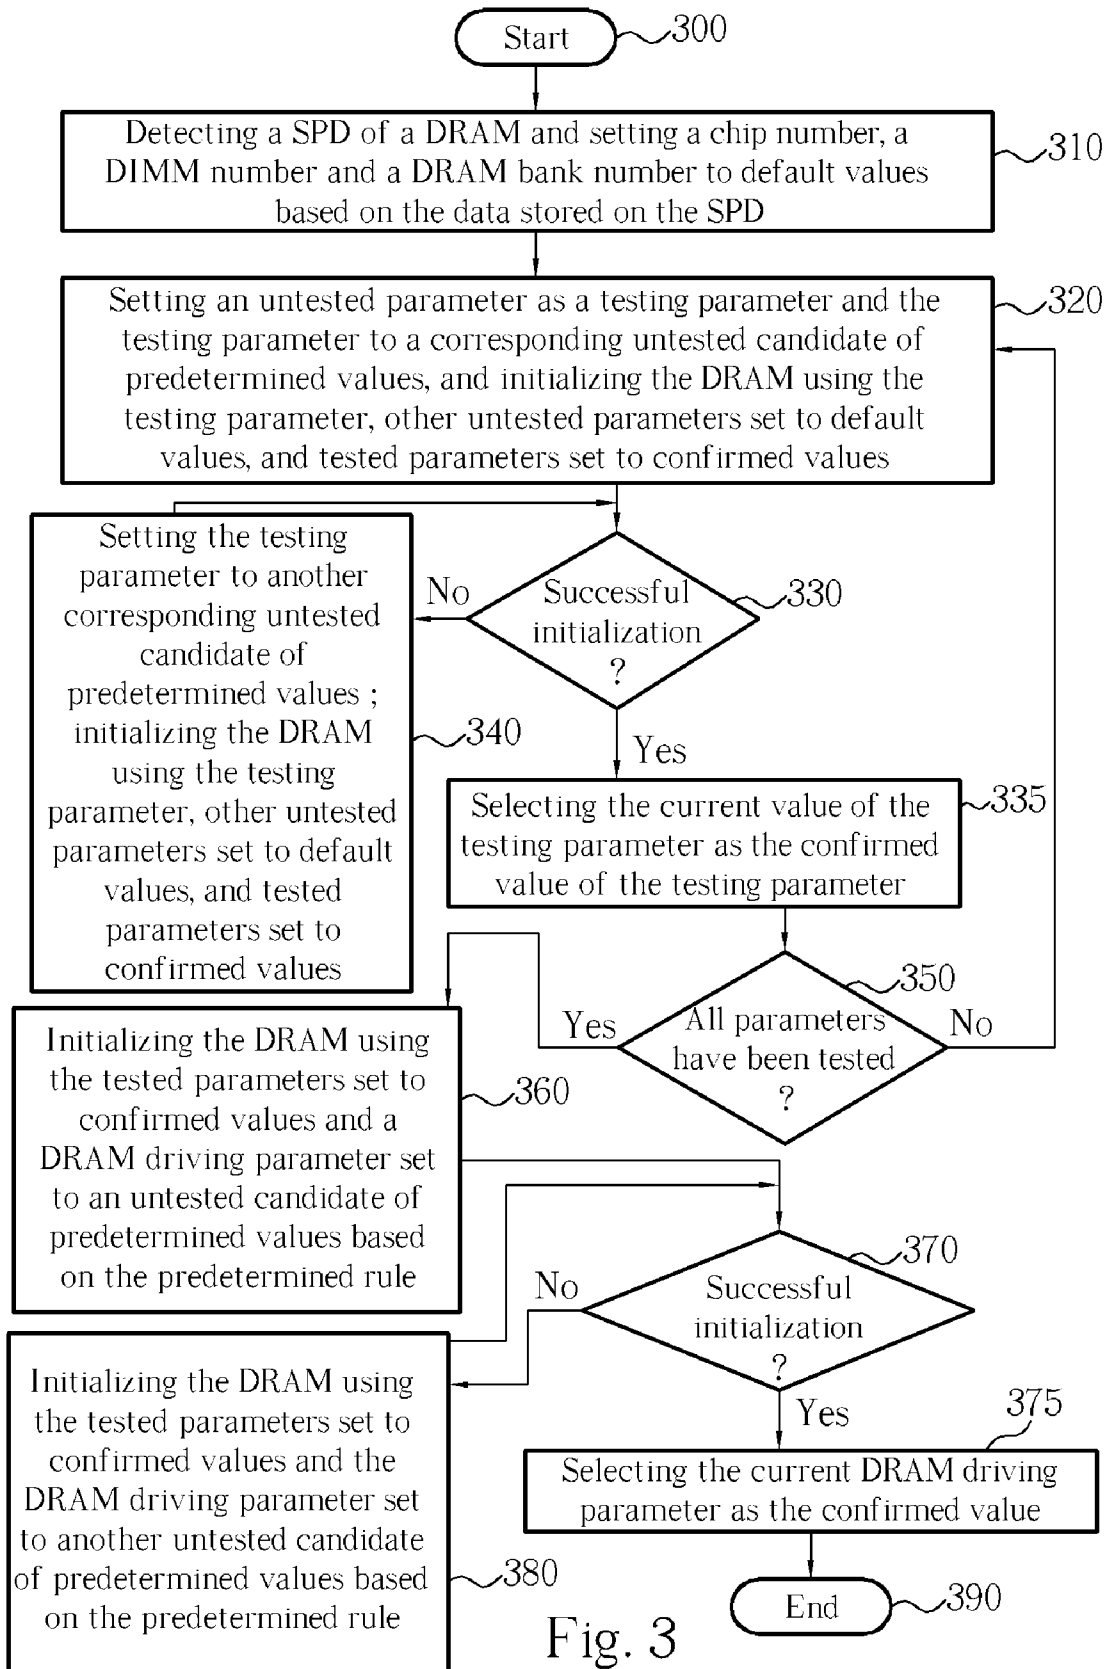 Start
300
Detecting a SPD of a DRAM and setting a chip number, a
DIMM number and a DRAM bank number to default values
based on the data stored on the SPD
310
Setting an untested parameter as a testing parameter and the
testing parameter to a corresponding untested candidate of
predetermined values, and initializing the DRAM using the
testing parameter, other untested parameters set to default
values, and tested parameters set to confirmed values
320
Successful
initialization
?
330
No
Yes
Setting the testing
parameter to another
corresponding untested
candidate of
predetermined values ;
initializing the DRAM
using the testing
parameter, other untested
parameters set to default
values, and tested
parameters set to
confirmed values
340
Selecting the current value of the
testing parameter as the confirmed
value of the testing parameter
335
All parameters
have been tested
?
350
Yes
No
Initializing the DRAM using
the tested parameters set to
confirmed values and a
DRAM driving parameter set
to an untested candidate of
predetermined values based
on the predetermined rule
360
Successful
initialization
?
370
No
Yes
Initializing the DRAM using
the tested parameters set to
confirmed values and the
DRAM driving parameter set
to another untested candidate
of predetermined values based
on the predetermined rule
380
Selecting the current DRAM driving
parameter as the confirmed value
375
End
390
Fig. 3